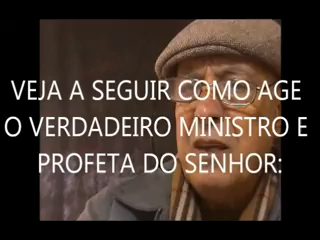 VEJA A SEGUIR COMO AGE
O VERDADEIRO MINISTRO E
PROFETA DO SENHOR: